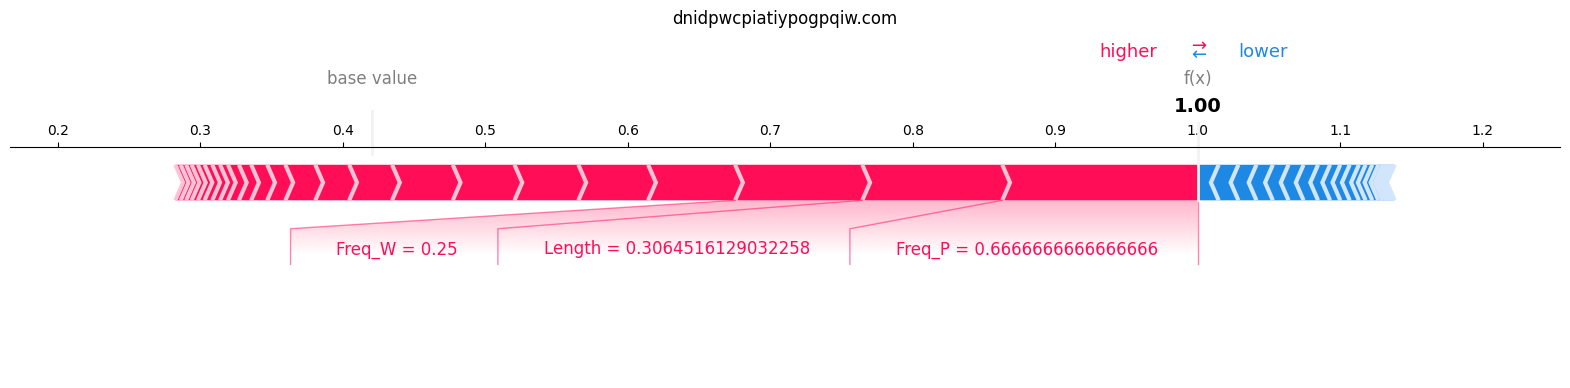 dnidpwcpiatiypogpqiw.com
higher ⇄ lower
base value f(x)
1.00
0.2 0.3 0.4 0.5 0.6 0.7 0.8 0.9 1.0 1.1 1.2
Freq_W = 0.25 Length = 0.3064516129032258 Freq_P = 0.6666666666666666